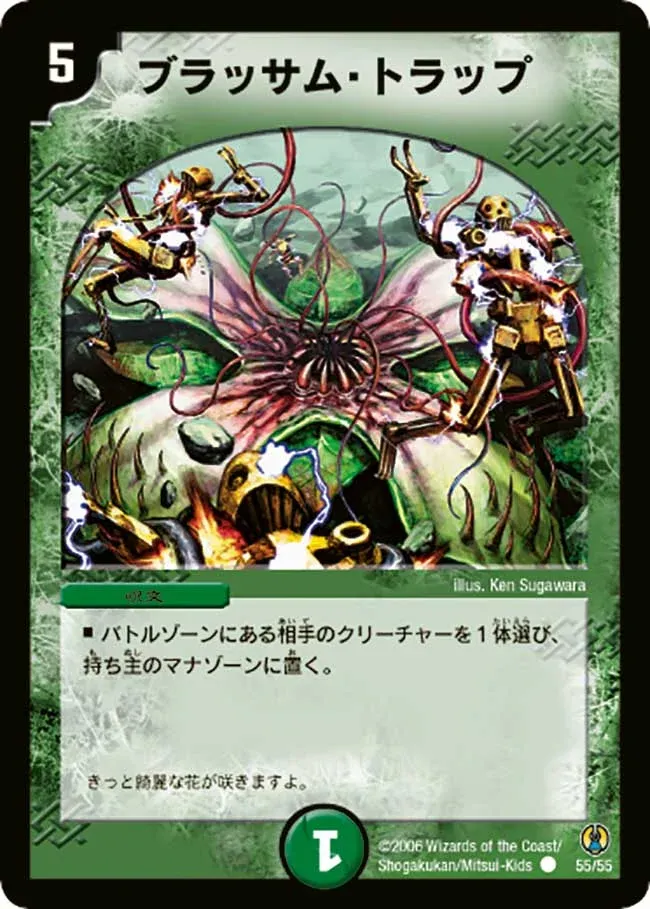 5
ブラッサム・トラップ
illus. Ken Sugawara
呪文
■ バトルゾーンにある相手のクリーチャーを1体選び、
持ち主のマナゾーンに置く。
きっと綺麗な花が咲きますよ。
1
©2006 Wizards of the Coast/
Shogakukan/Mitsui-Kids
55/55